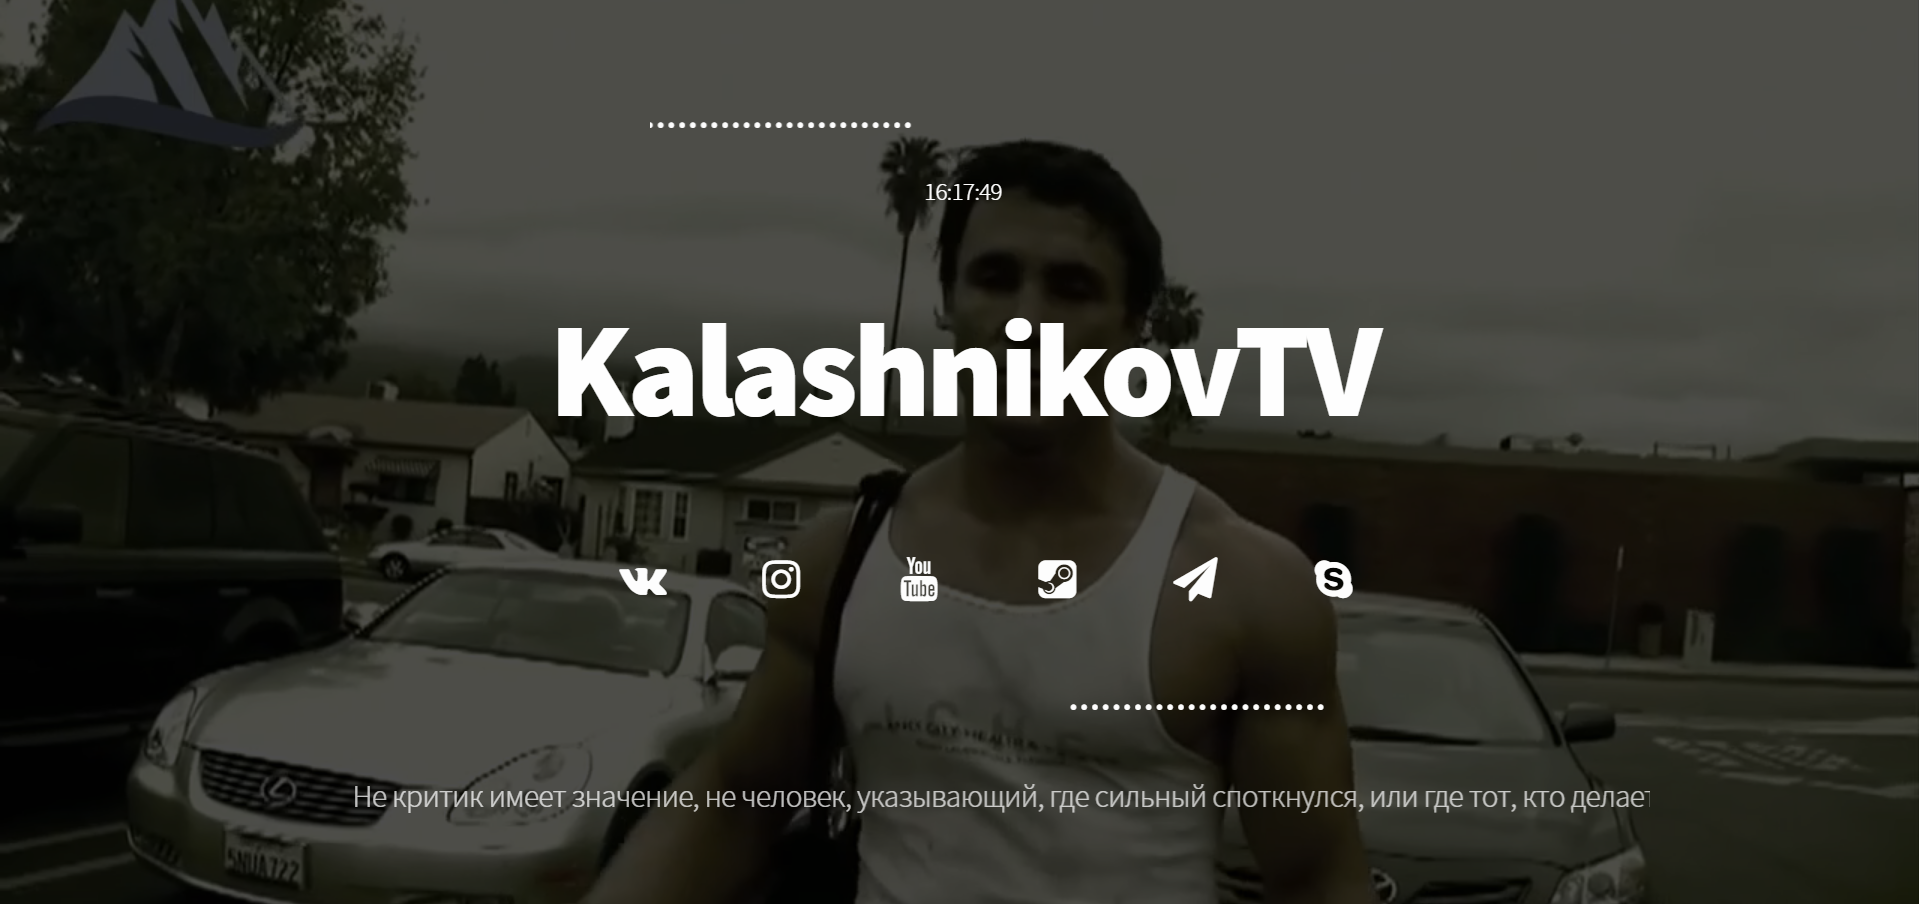 16:17:49
KalashnikovTV
You
Tube
Не критик имеет значение, не человек, указывающий, где сильный споткнулся, или где тот, кто делает
5NUA722